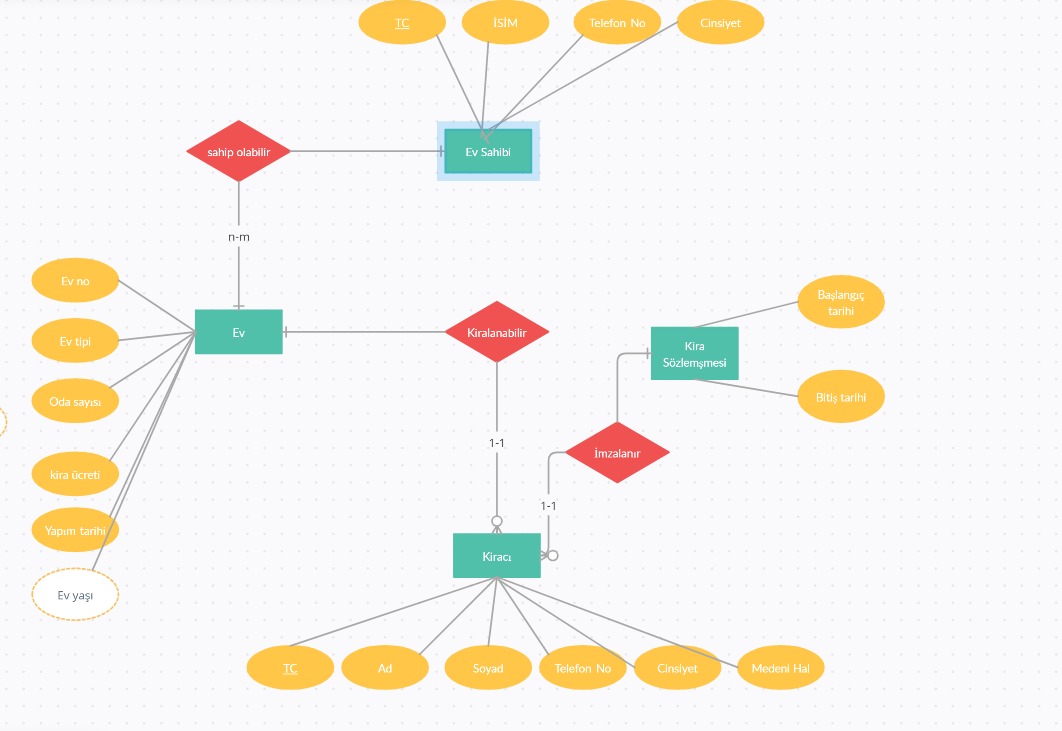 TC
İSİM
Telefon No
Cinsiyet
sahip olabilir
Ev Sahibi
n-m
Ev no
Ev tipi
Oda sayısı
kira ücreti
Yapım tarihi
Ev yaşı
Ev
Kiralanabilir
Kira
Sözlemşmesi
Başlangıç
tarihi
Bitiş tarihi
1-1
İmzalanır
1-1
Kiracı
TC
Ad
Soyad
Telefon No
Cinsiyet
Medeni Hal